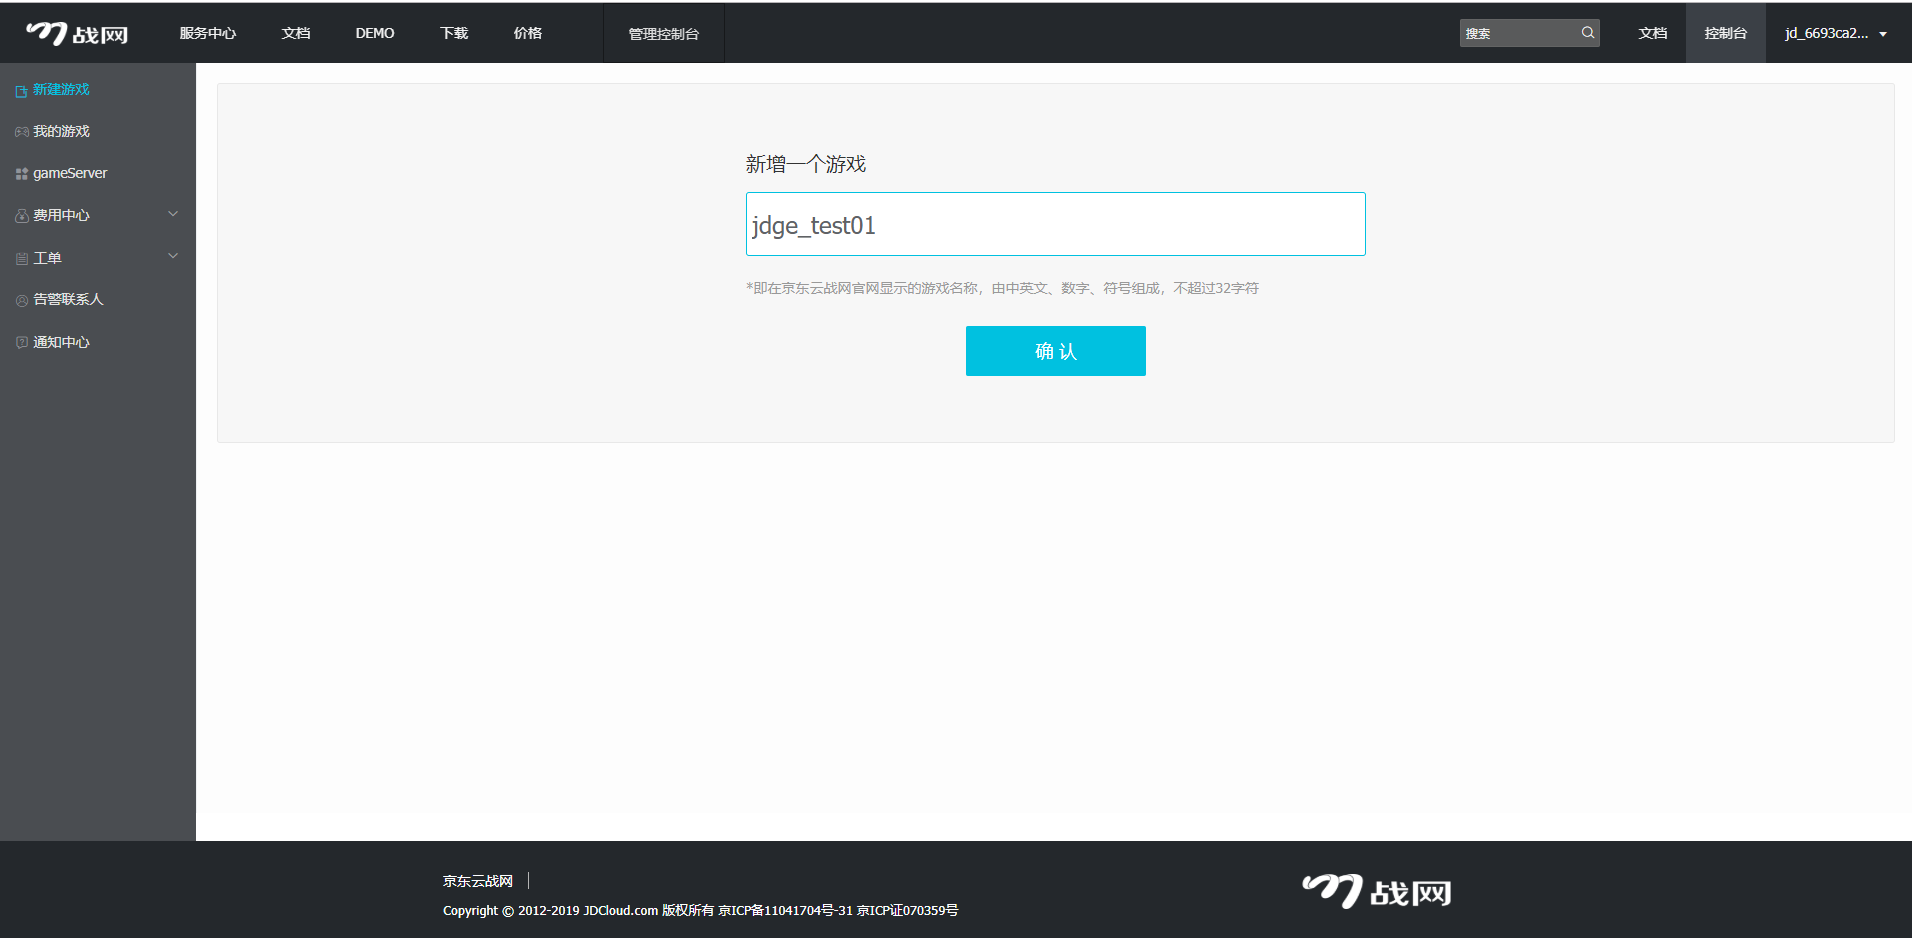 战网 服务中心 文档 DEMO 下载 价格 管理控制台 搜索 文档 控制台 jd_6693ca2...
新建游戏
我的游戏
gameServer
费用中心
工单
告警联系人
通知中心
新增一个游戏
jdge_test01
*即在京东云战网官网显示的游戏名称，由中英文、数字、符号组成，不超过32字符
确 认
京东云战网
Copyright © 2012-2019 JDCloud.com 版权所有 京ICP备11041704号-31 京ICP证070359号
战网